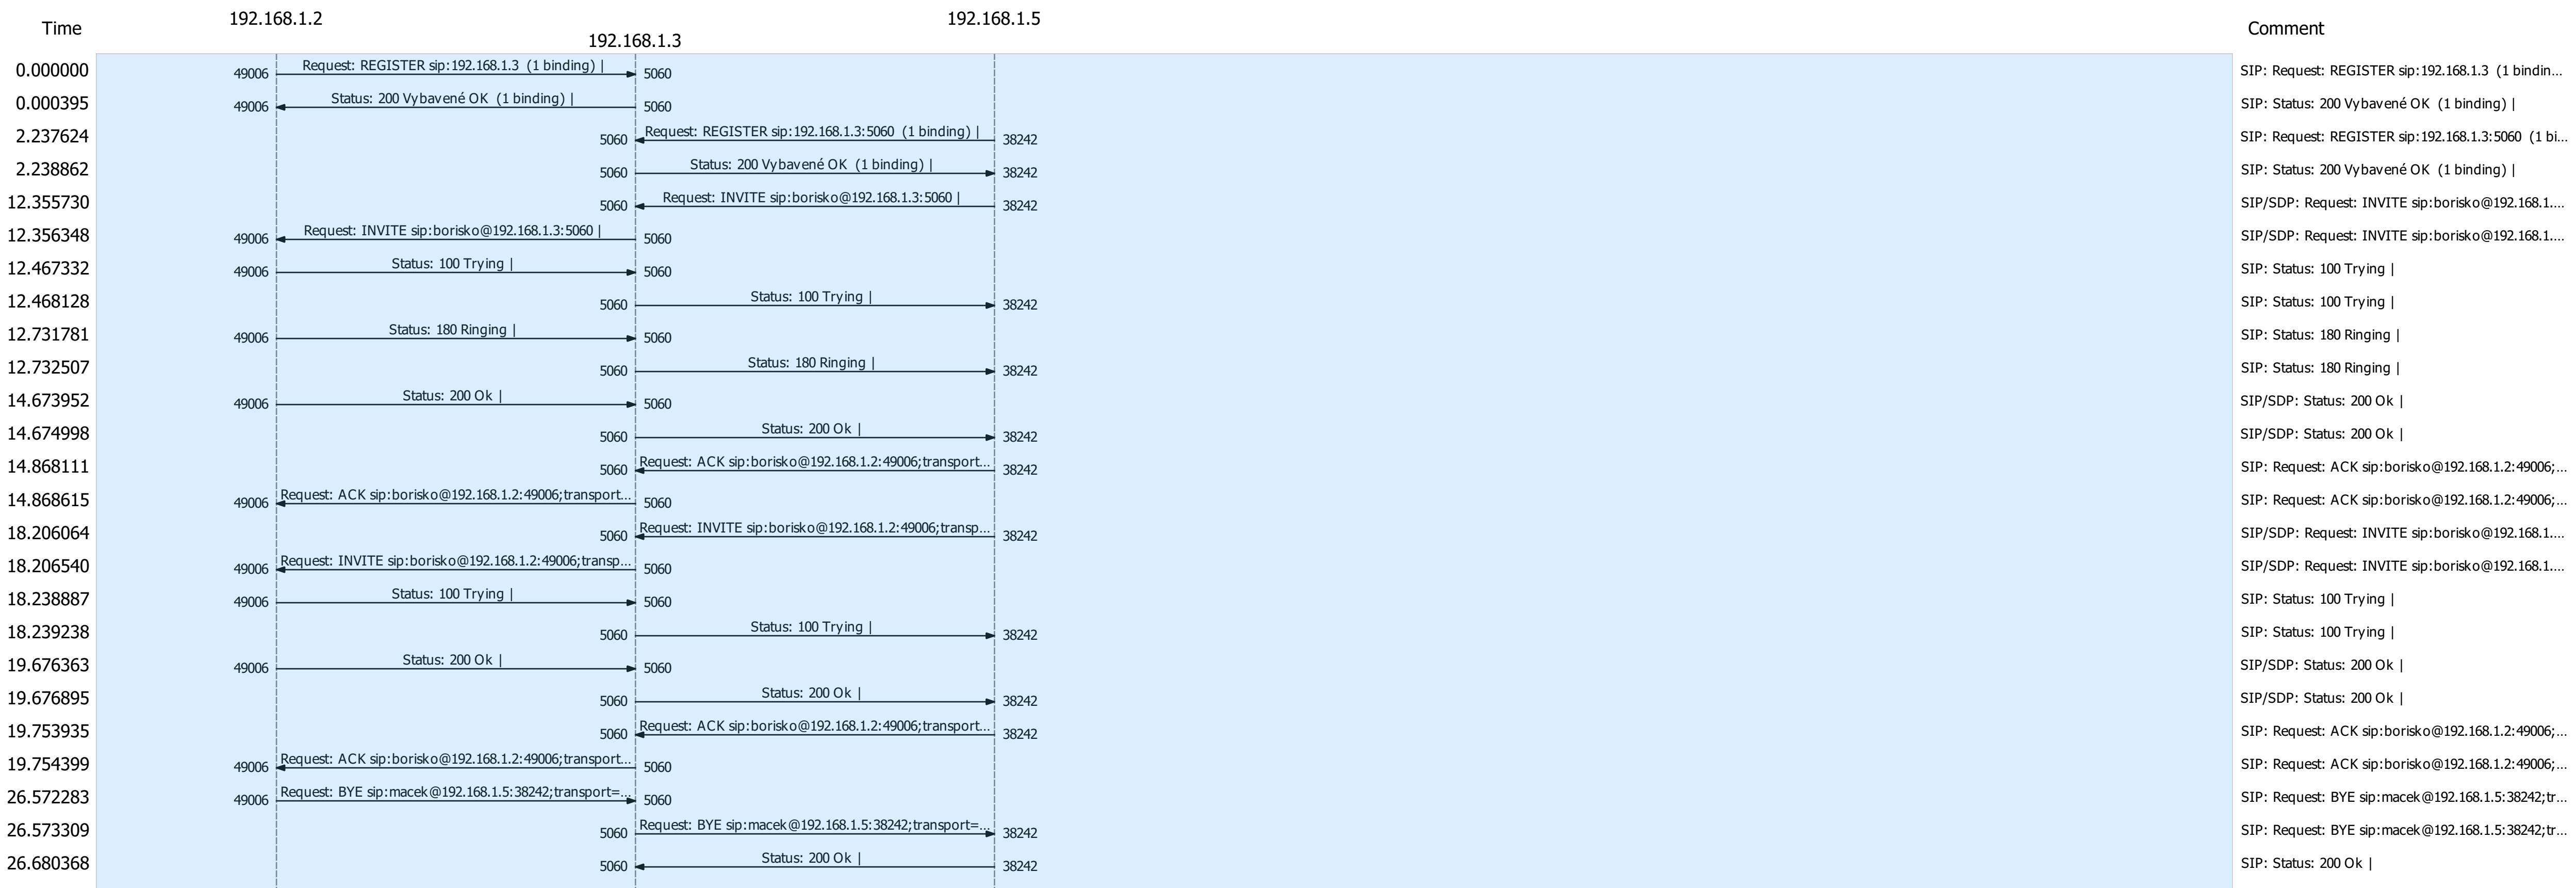 192.168.1.2 192.168.1.5
Time Comment
192.168.1.3
0.000000 49006 Request: REGISTER sip:192.168.1.3 (1 binding) | 5060 SIP: Request: REGISTER sip:192.168.1.3 (1 bindin...
0.000395 49006 Status: 200 Vybavené OK (1 binding) | 5060 SIP: Status: 200 Vybavené OK (1 binding) |
2.237624 5060 Request: REGISTER sip:192.168.1.3:5060 (1 binding) | 38242 SIP: Request: REGISTER sip:192.168.1.3:5060 (1 bi...
2.238862 5060 Status: 200 Vybavené OK (1 binding) | 38242 SIP: Status: 200 Vybavené OK (1 binding) |
12.355730 5060 Request: INVITE sip:borisko@192.168.1.3:5060 | 38242 SIP/SDP: Request: INVITE sip:borisko@192.168.1....
12.356348 49006 Request: INVITE sip:borisko@192.168.1.3:5060 | 5060 SIP/SDP: Request: INVITE sip:borisko@192.168.1....
12.467332 49006 Status: 100 Trying | 5060 SIP: Status: 100 Trying |
12.468128 5060 Status: 100 Trying | 38242 SIP: Status: 100 Trying |
12.731781 49006 Status: 180 Ringing | 5060 SIP: Status: 180 Ringing |
12.732507 5060 Status: 180 Ringing | 38242 SIP: Status: 180 Ringing |
14.673952 49006 Status: 200 Ok | 5060 SIP/SDP: Status: 200 Ok |
14.674998 5060 Status: 200 Ok | 38242 SIP/SDP: Status: 200 Ok |
14.868111 5060 Request: ACK sip:borisko@192.168.1.2:49006;transport... 38242 SIP: Request: ACK sip:borisko@192.168.1.2:49006;...
14.868615 49006 Request: ACK sip:borisko@192.168.1.2:49006;transport... 5060 SIP: Request: ACK sip:borisko@192.168.1.2:49006;...
18.206064 5060 Request: INVITE sip:borisko@192.168.1.2:49006;transp... 38242 SIP/SDP: Request: INVITE sip:borisko@192.168.1....
18.206540 49006 Request: INVITE sip:borisko@192.168.1.2:49006;transp... 5060 SIP/SDP: Request: INVITE sip:borisko@192.168.1....
18.238887 49006 Status: 100 Trying | 5060 SIP: Status: 100 Trying |
18.239238 5060 Status: 100 Trying | 38242 SIP: Status: 100 Trying |
19.676363 49006 Status: 200 Ok | 5060 SIP/SDP: Status: 200 Ok |
19.676895 5060 Status: 200 Ok | 38242 SIP/SDP: Status: 200 Ok |
19.753935 5060 Request: ACK sip:borisko@192.168.1.2:49006;transport... 38242 SIP: Request: ACK sip:borisko@192.168.1.2:49006;...
19.754399 49006 Request: ACK sip:borisko@192.168.1.2:49006;transport... 5060 SIP: Request: ACK sip:borisko@192.168.1.2:49006;...
26.572283 49006 Request: BYE sip:macek@192.168.1.5:38242;transport=... 5060 SIP: Request: BYE sip:macek@192.168.1.5:38242;tr...
26.573309 5060 Request: BYE sip:macek@192.168.1.5:38242;transport=... 38242 SIP: Request: BYE sip:macek@192.168.1.5:38242;tr...
26.680368 5060 Status: 200 Ok | 38242 SIP: Status: 200 Ok |